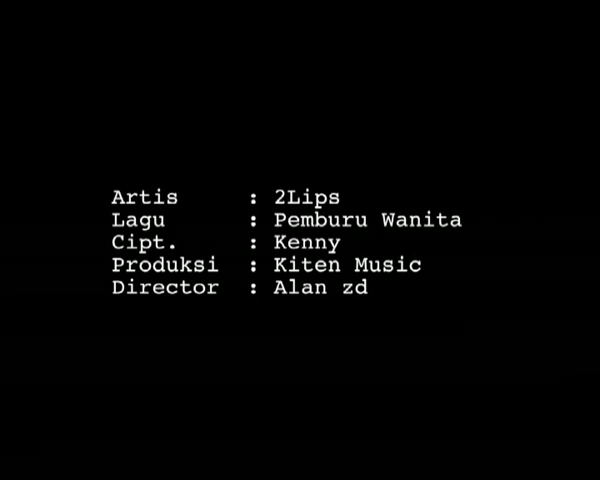 Artis : 2Lips
Lagu : Pemburu Wanita
Cipt. : Kenny
Produksi : Kiten Music
Director : Alan zd